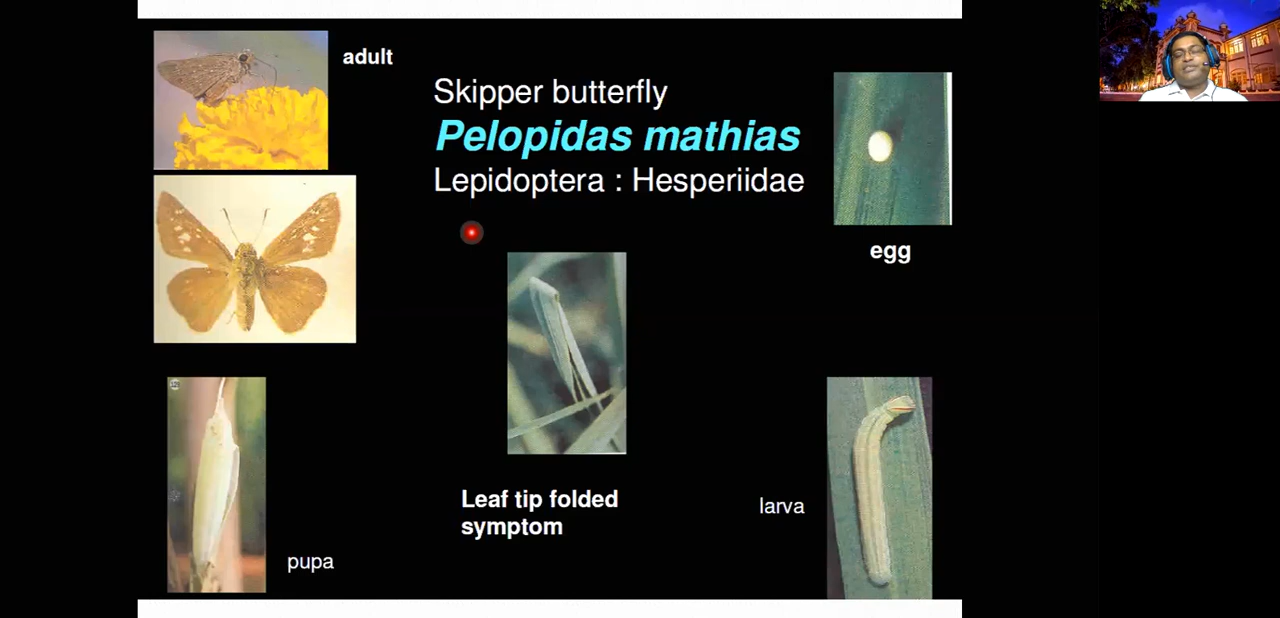 adult
Skipper butterfly
Pelopidas mathias
Lepidoptera : Hesperiidae
egg
Leaf tip folded
symptom
larva
pupa